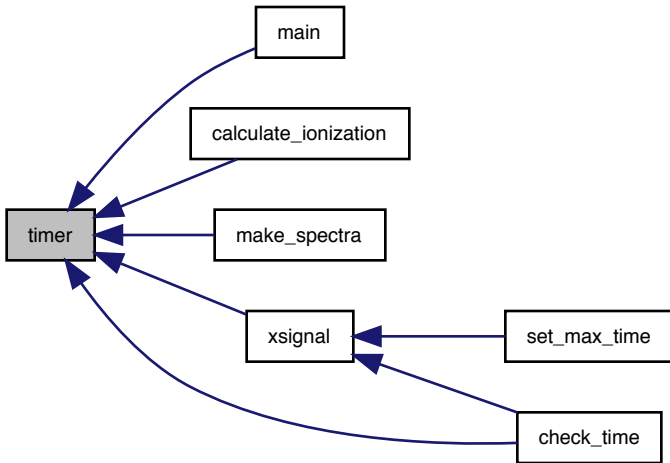 main
calculate_ionization
timer
make_spectra
xsignal
set_max_time
check_time